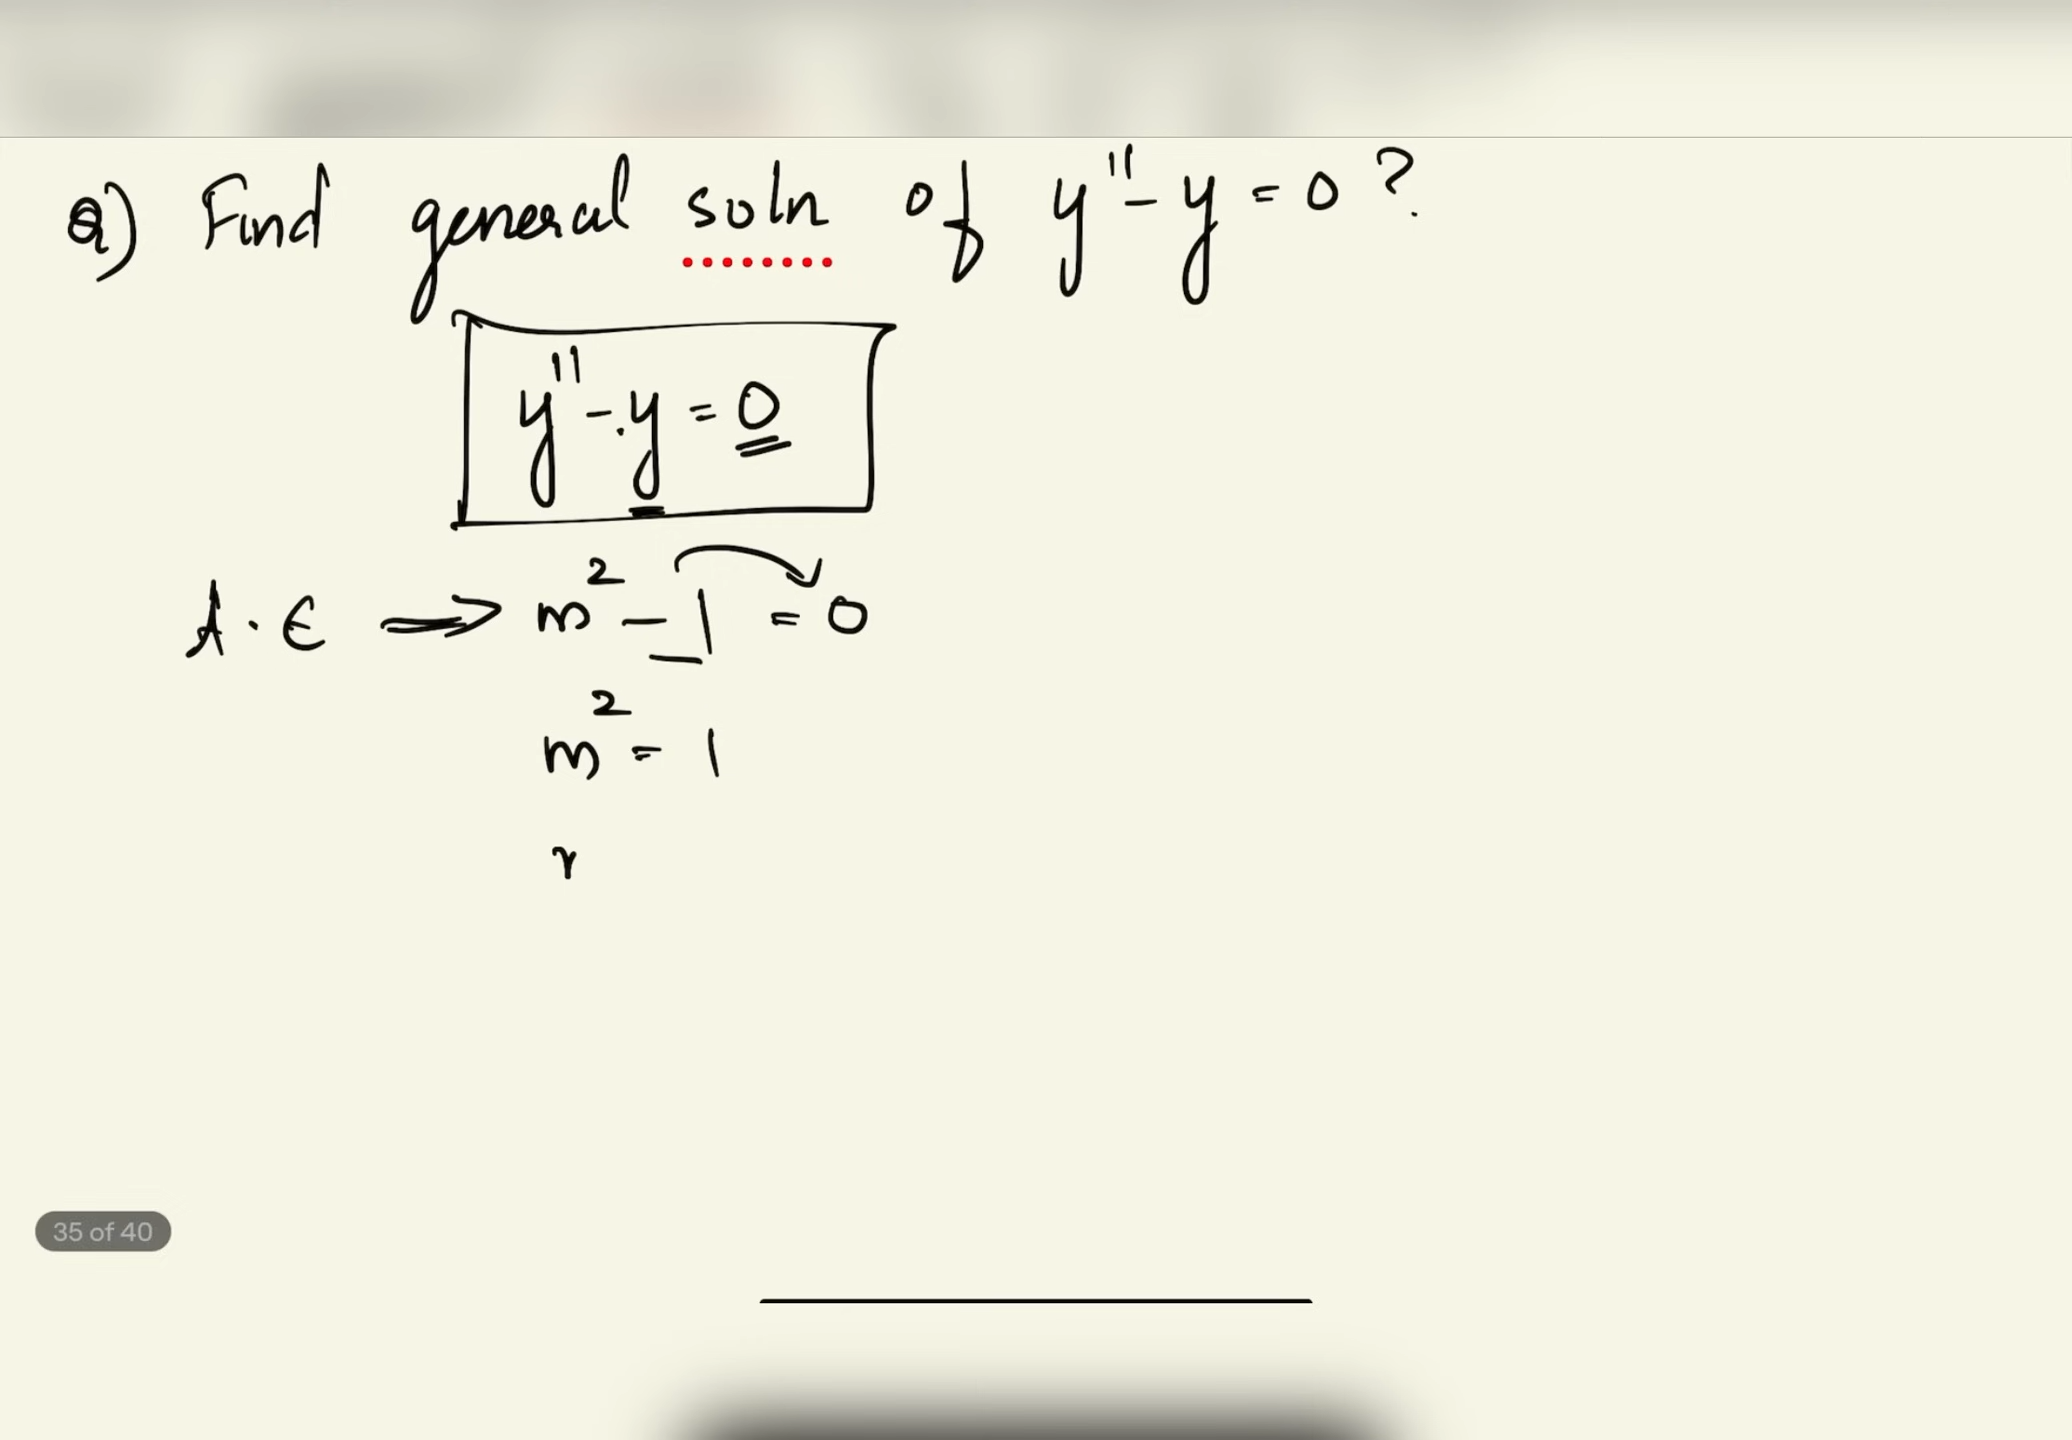 Q) Find general soln of y'' - y = 0 ?
y'' - y = 0
A.E → m² - 1 = 0
m² = 1
r
35 of 40